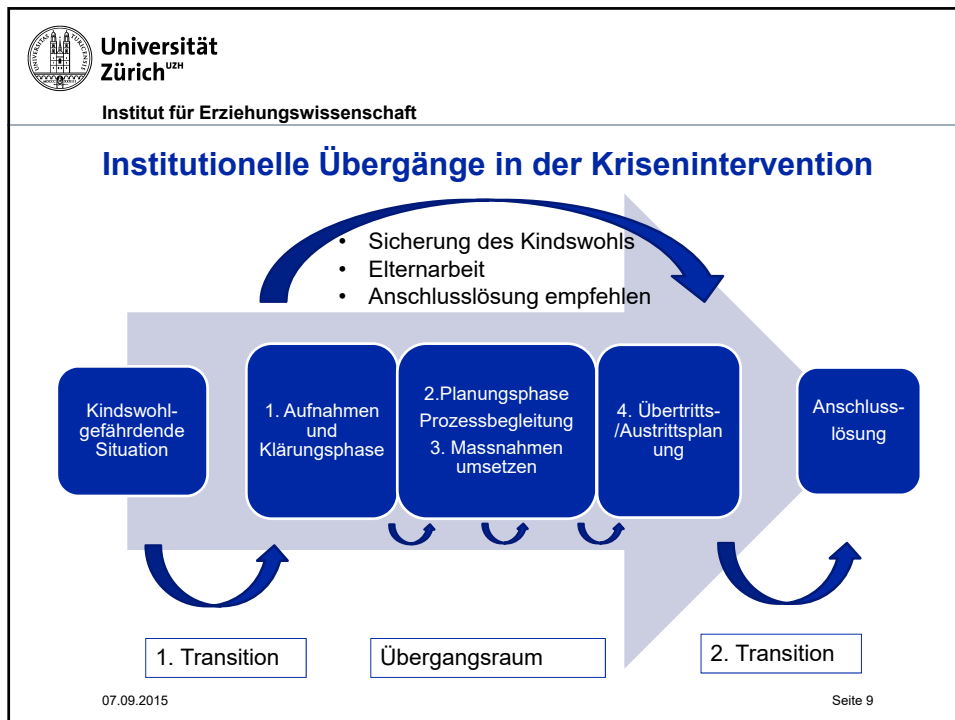 Universität
Zürich UZH
Institut für Erziehungswissenschaft
Institutionelle Übergänge in der Krisenintervention
• Sicherung des Kindswohls
• Elternarbeit
• Anschlusslösung empfehlen
Kindswohl-
gefährdende
Situation
1. Aufnahmen
und
Klärungsphase
2.Planungsphase
Prozessbegleitung
3. Massnahmen
umsetzen
4. Übertritts-
/Austrittsplan
ung
Anschluss-
lösung
1. Transition
Übergangsraum
2. Transition
07.09.2015
Seite 9